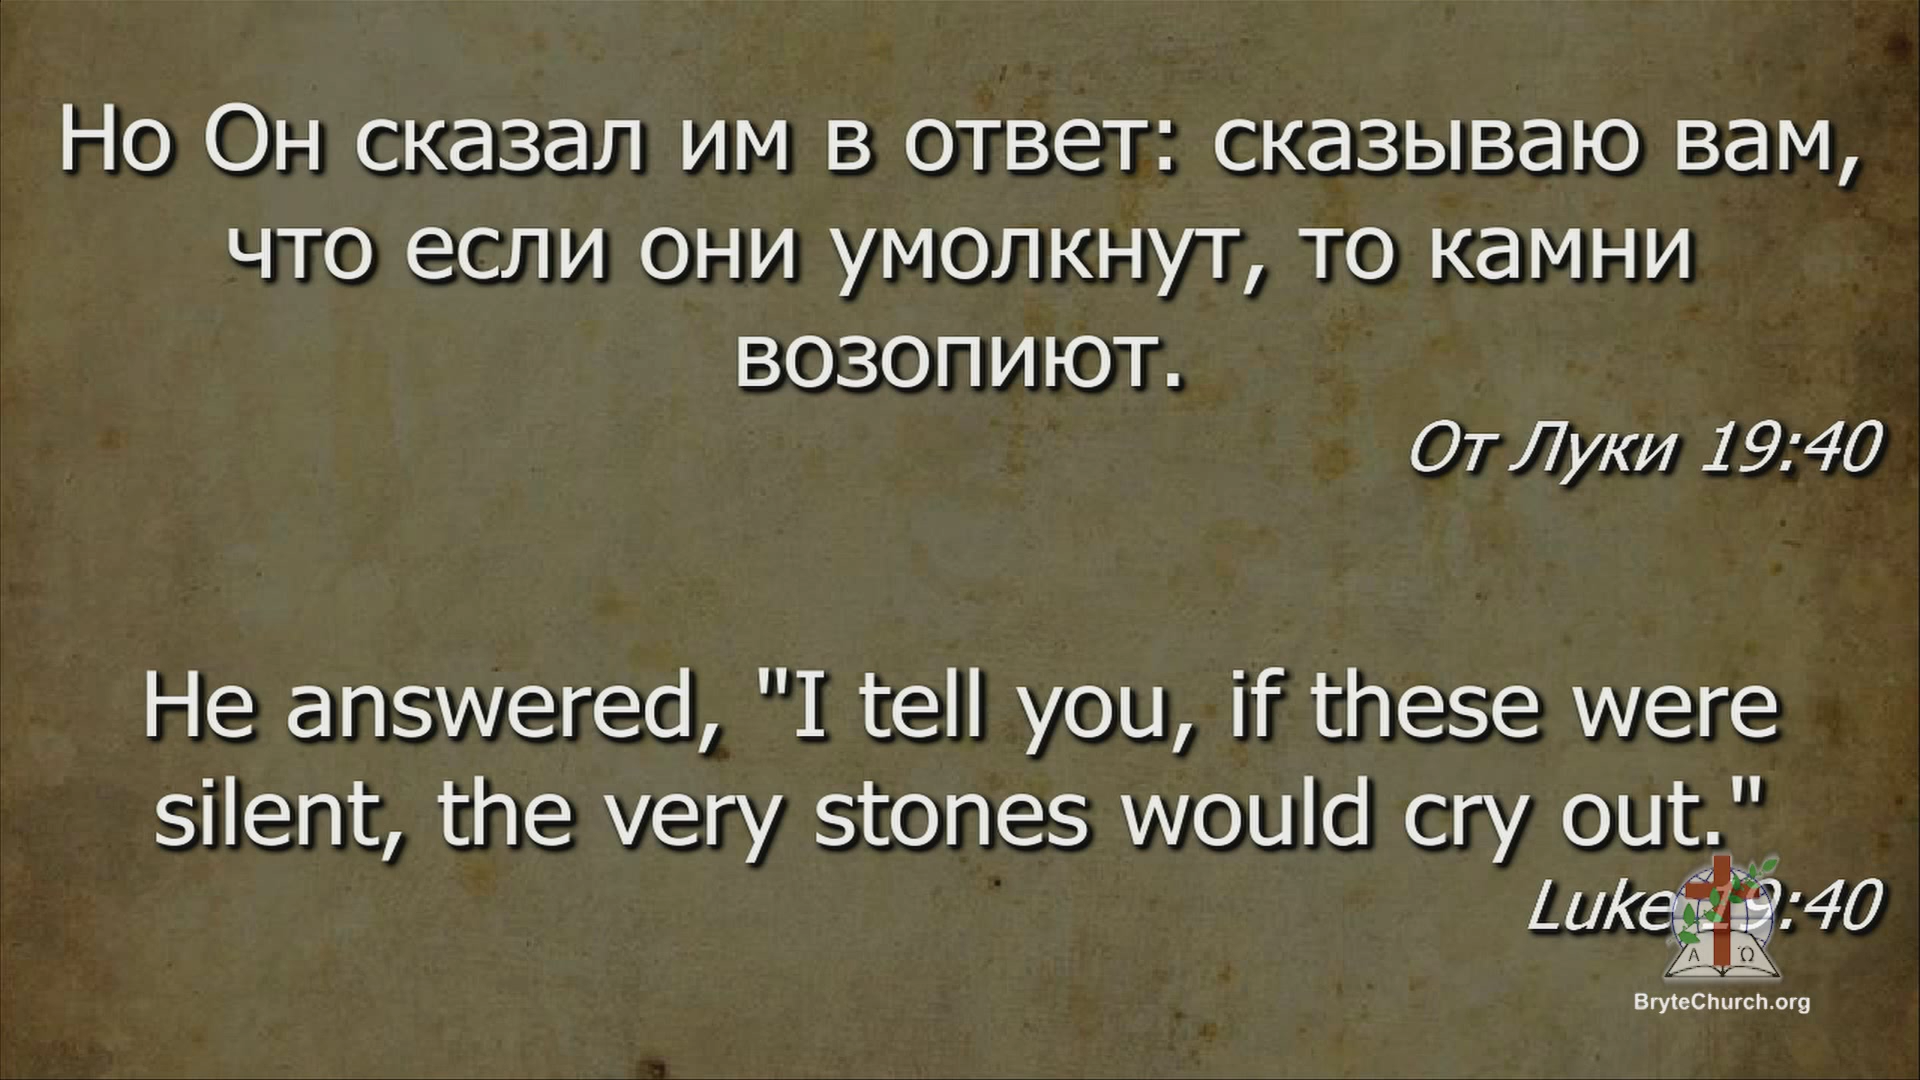 Но Он сказал им в ответ: сказываю вам,
что если они умолкнут, то камни
возопиют.
От Луки 19:40
He answered, "I tell you, if these were
silent, the very stones would cry out."
Luke 19:40
Α Ω
BryteChurch.org